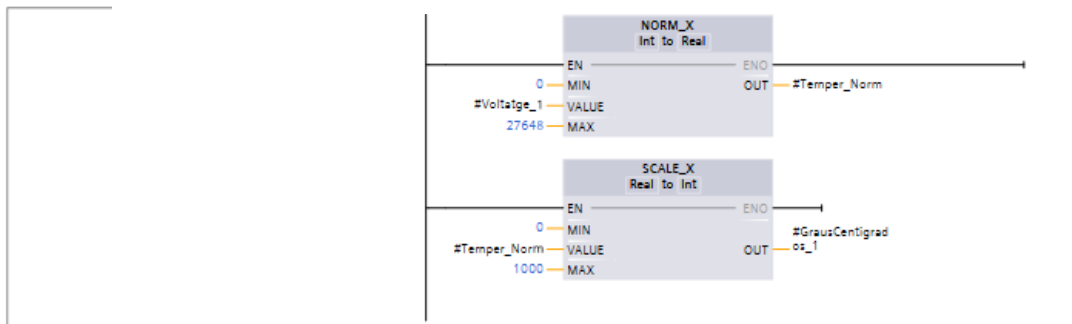 NORM_X
Int to Real
EN ENO
0 MIN OUT #Temper_Norm
#Voltatge_1 VALUE
27648 MAX
SCALE_X
Real to Int
EN ENO
0 MIN
#Temper_Norm VALUE OUT #GrausCentigrad
os_1
1000 MAX